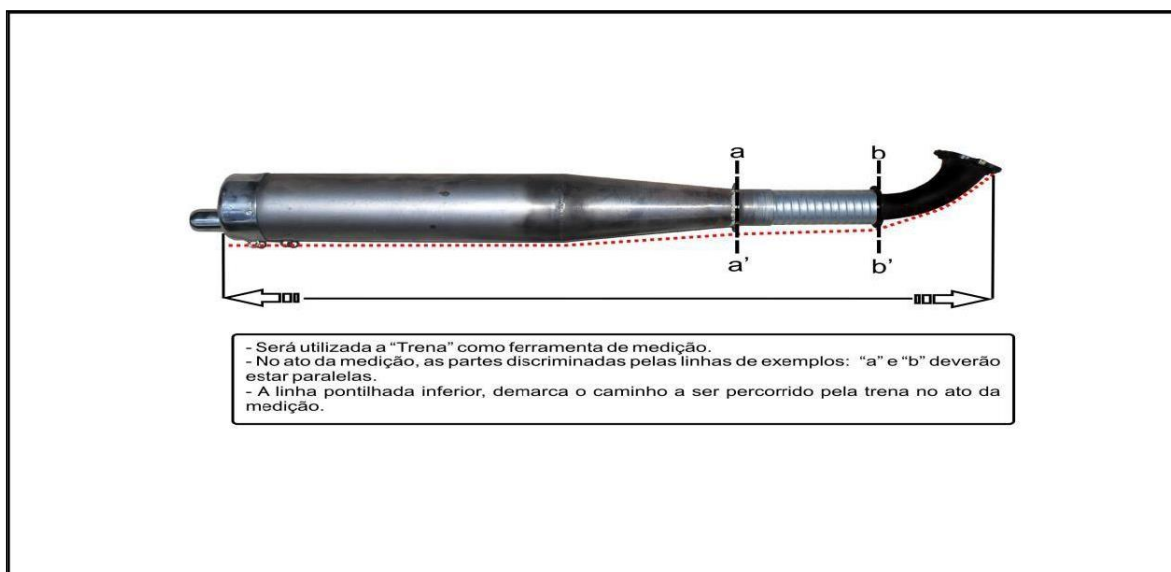 a b
a’ b’
- Será utilizada a “Trena” como ferramenta de medição.
- No ato da medição, as partes discriminadas pelas linhas de exemplos: “a” e “b” deverão
estar paralelas.
- A linha pontilhada inferior, demarca o caminho a ser percorrido pela trena no ato da
medição.